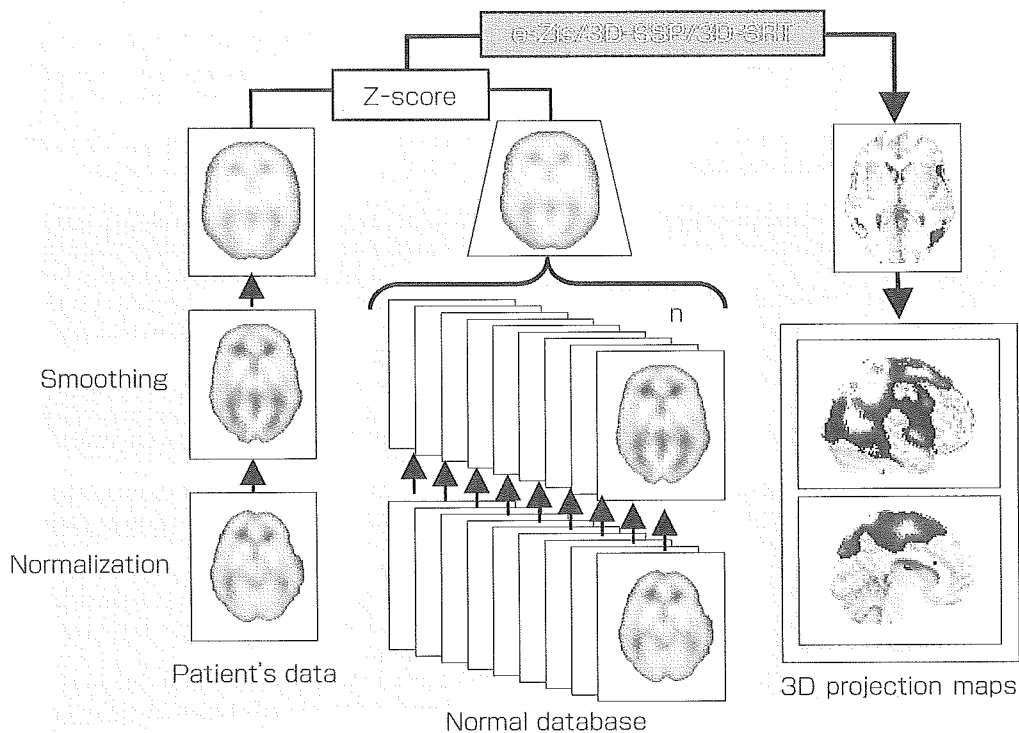 e-Zis/3D-SSP/3D-SRT
Z-score
n
Smoothing
Normalization
Patient's data
Normal database
3D projection maps